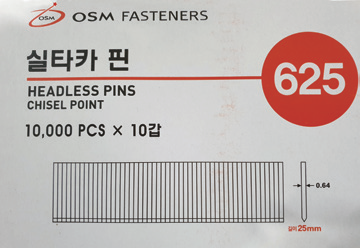 OSM OSM FASTENERS
실타카 핀
625
HEADLESS PINS
CHISEL POINT
10,000 PCS × 10갑
0.64
길이25mm